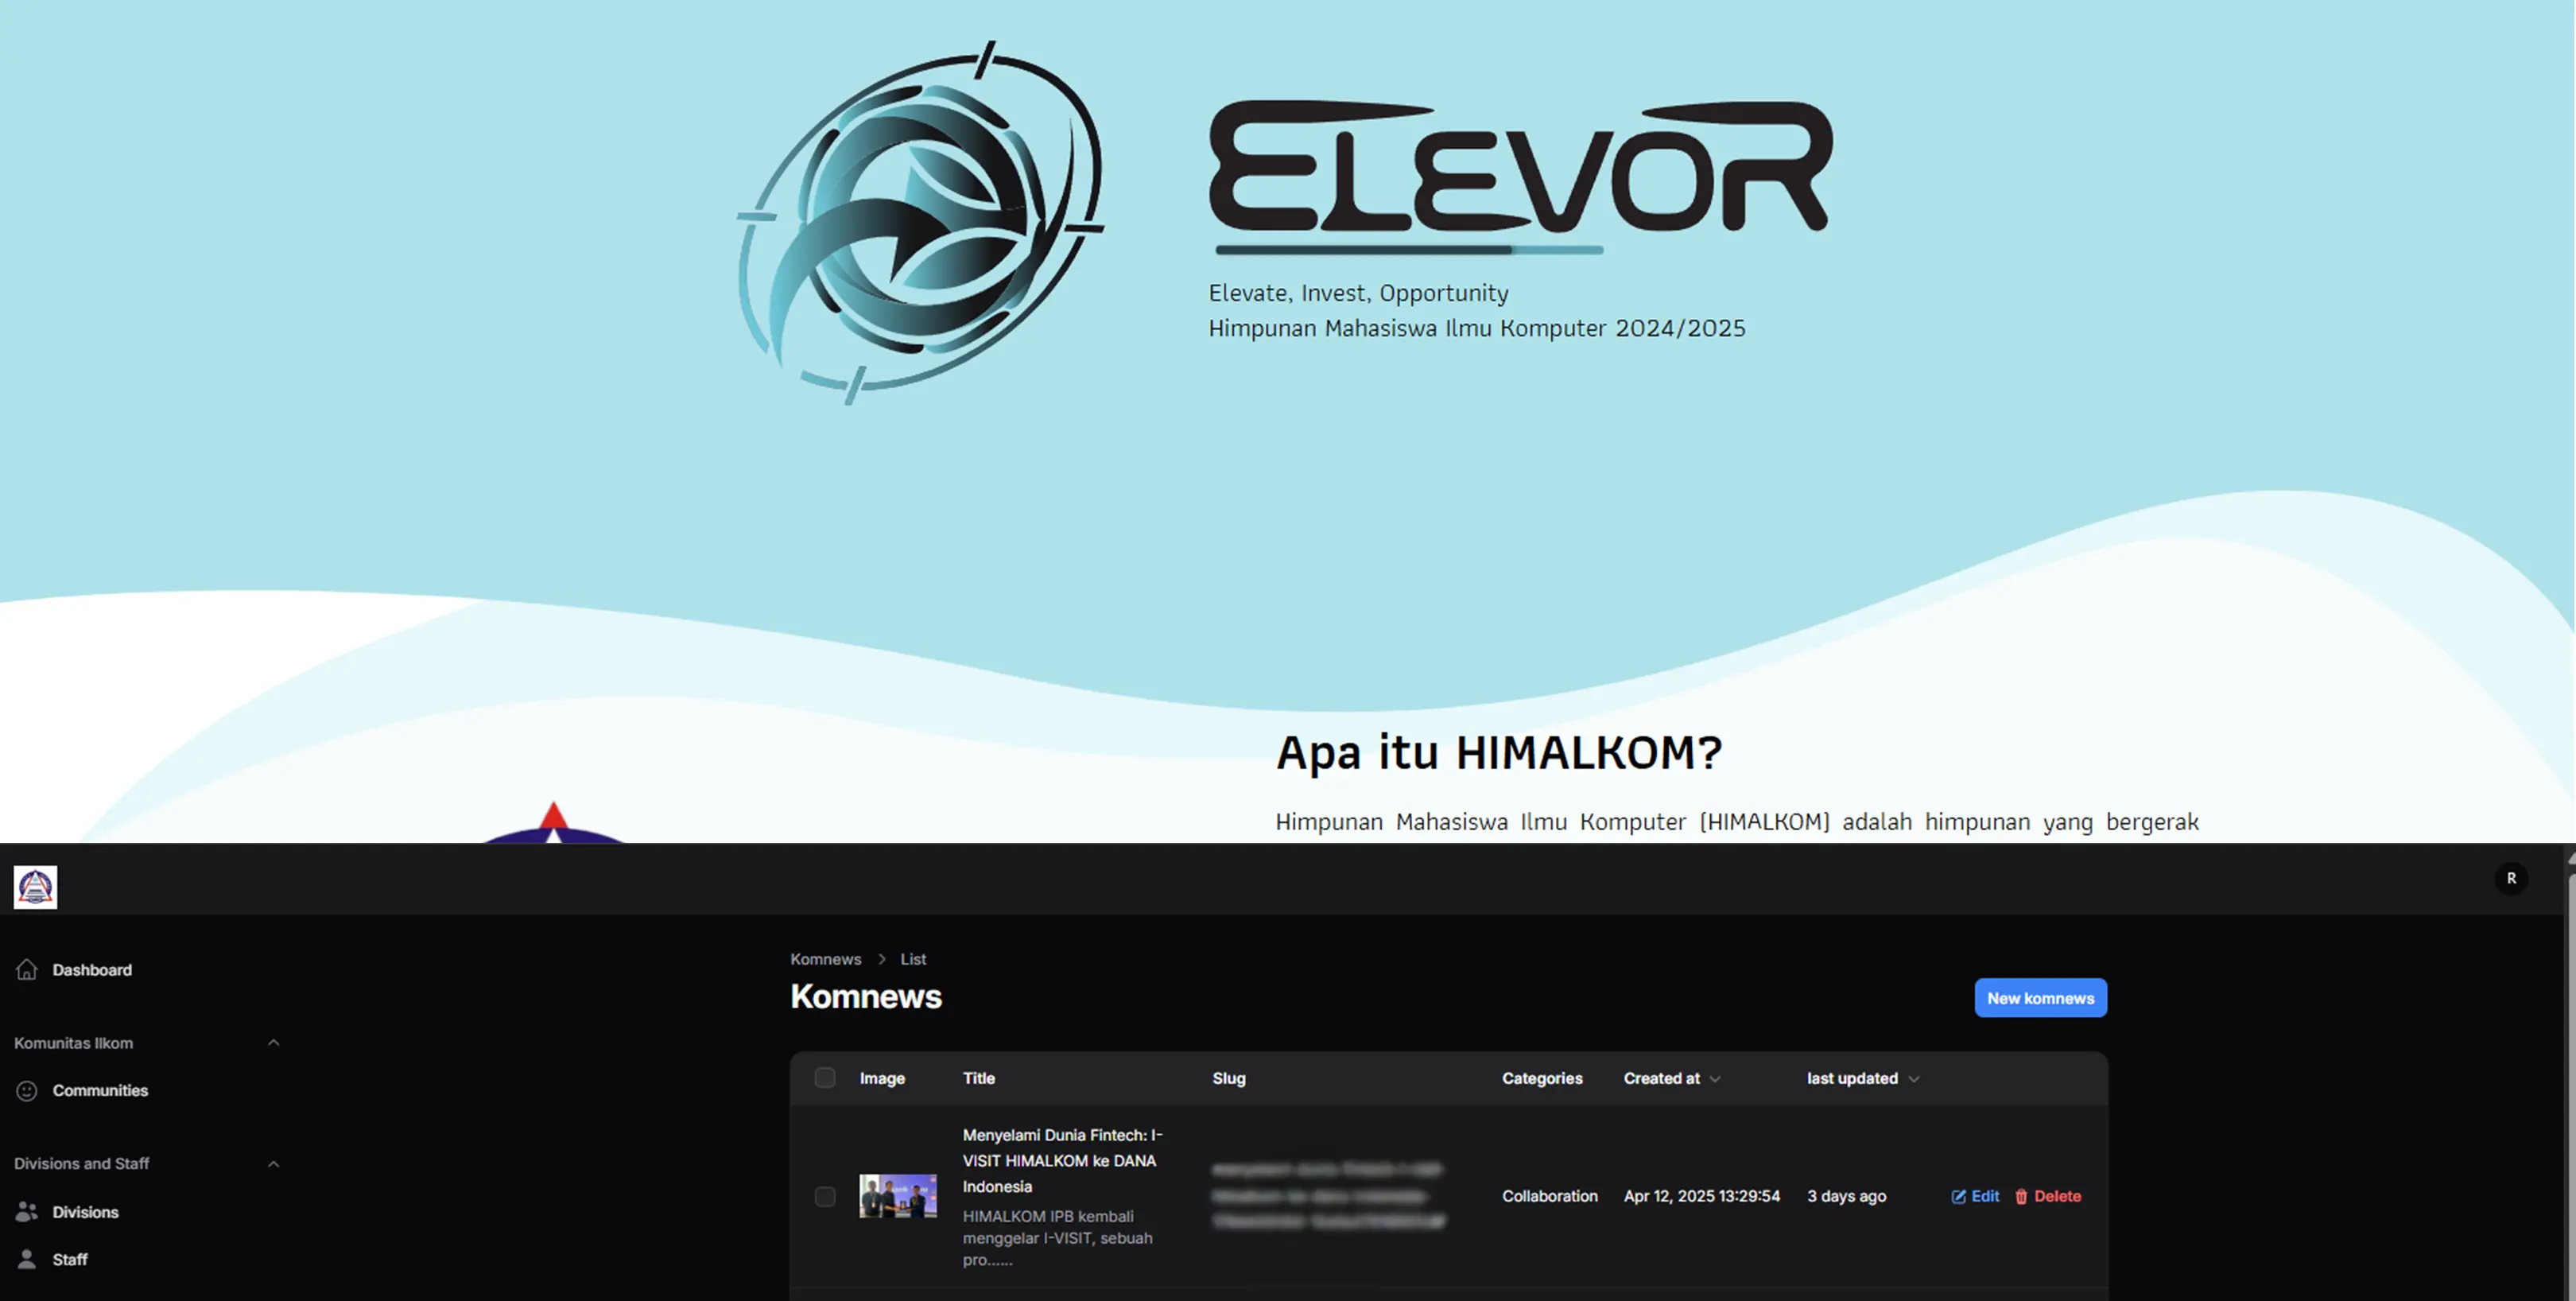 ELEVOR
Elevate, Invest, Opportunity
Himpunan Mahasiswa Ilmu Komputer 2024/2025
Apa itu HIMALKOM?
Himpunan Mahasiswa Ilmu Komputer (HIMALKOM) adalah himpunan yang bergerak
R
Dashboard
Komunitas Ilkom
Communities
Divisions and Staff
Divisions
Staff
Komnews > List
Komnews
New komnews
Image Title Slug Categories Created at last updated
Menyelami Dunia Fintech: I-
VISIT HIMALKOM ke DANA
Indonesia
HIMALKOM IPB kembali
menggelar I-VISIT, sebuah
pro......
Collaboration Apr 12, 2025 13:29:54 3 days ago Edit Delete